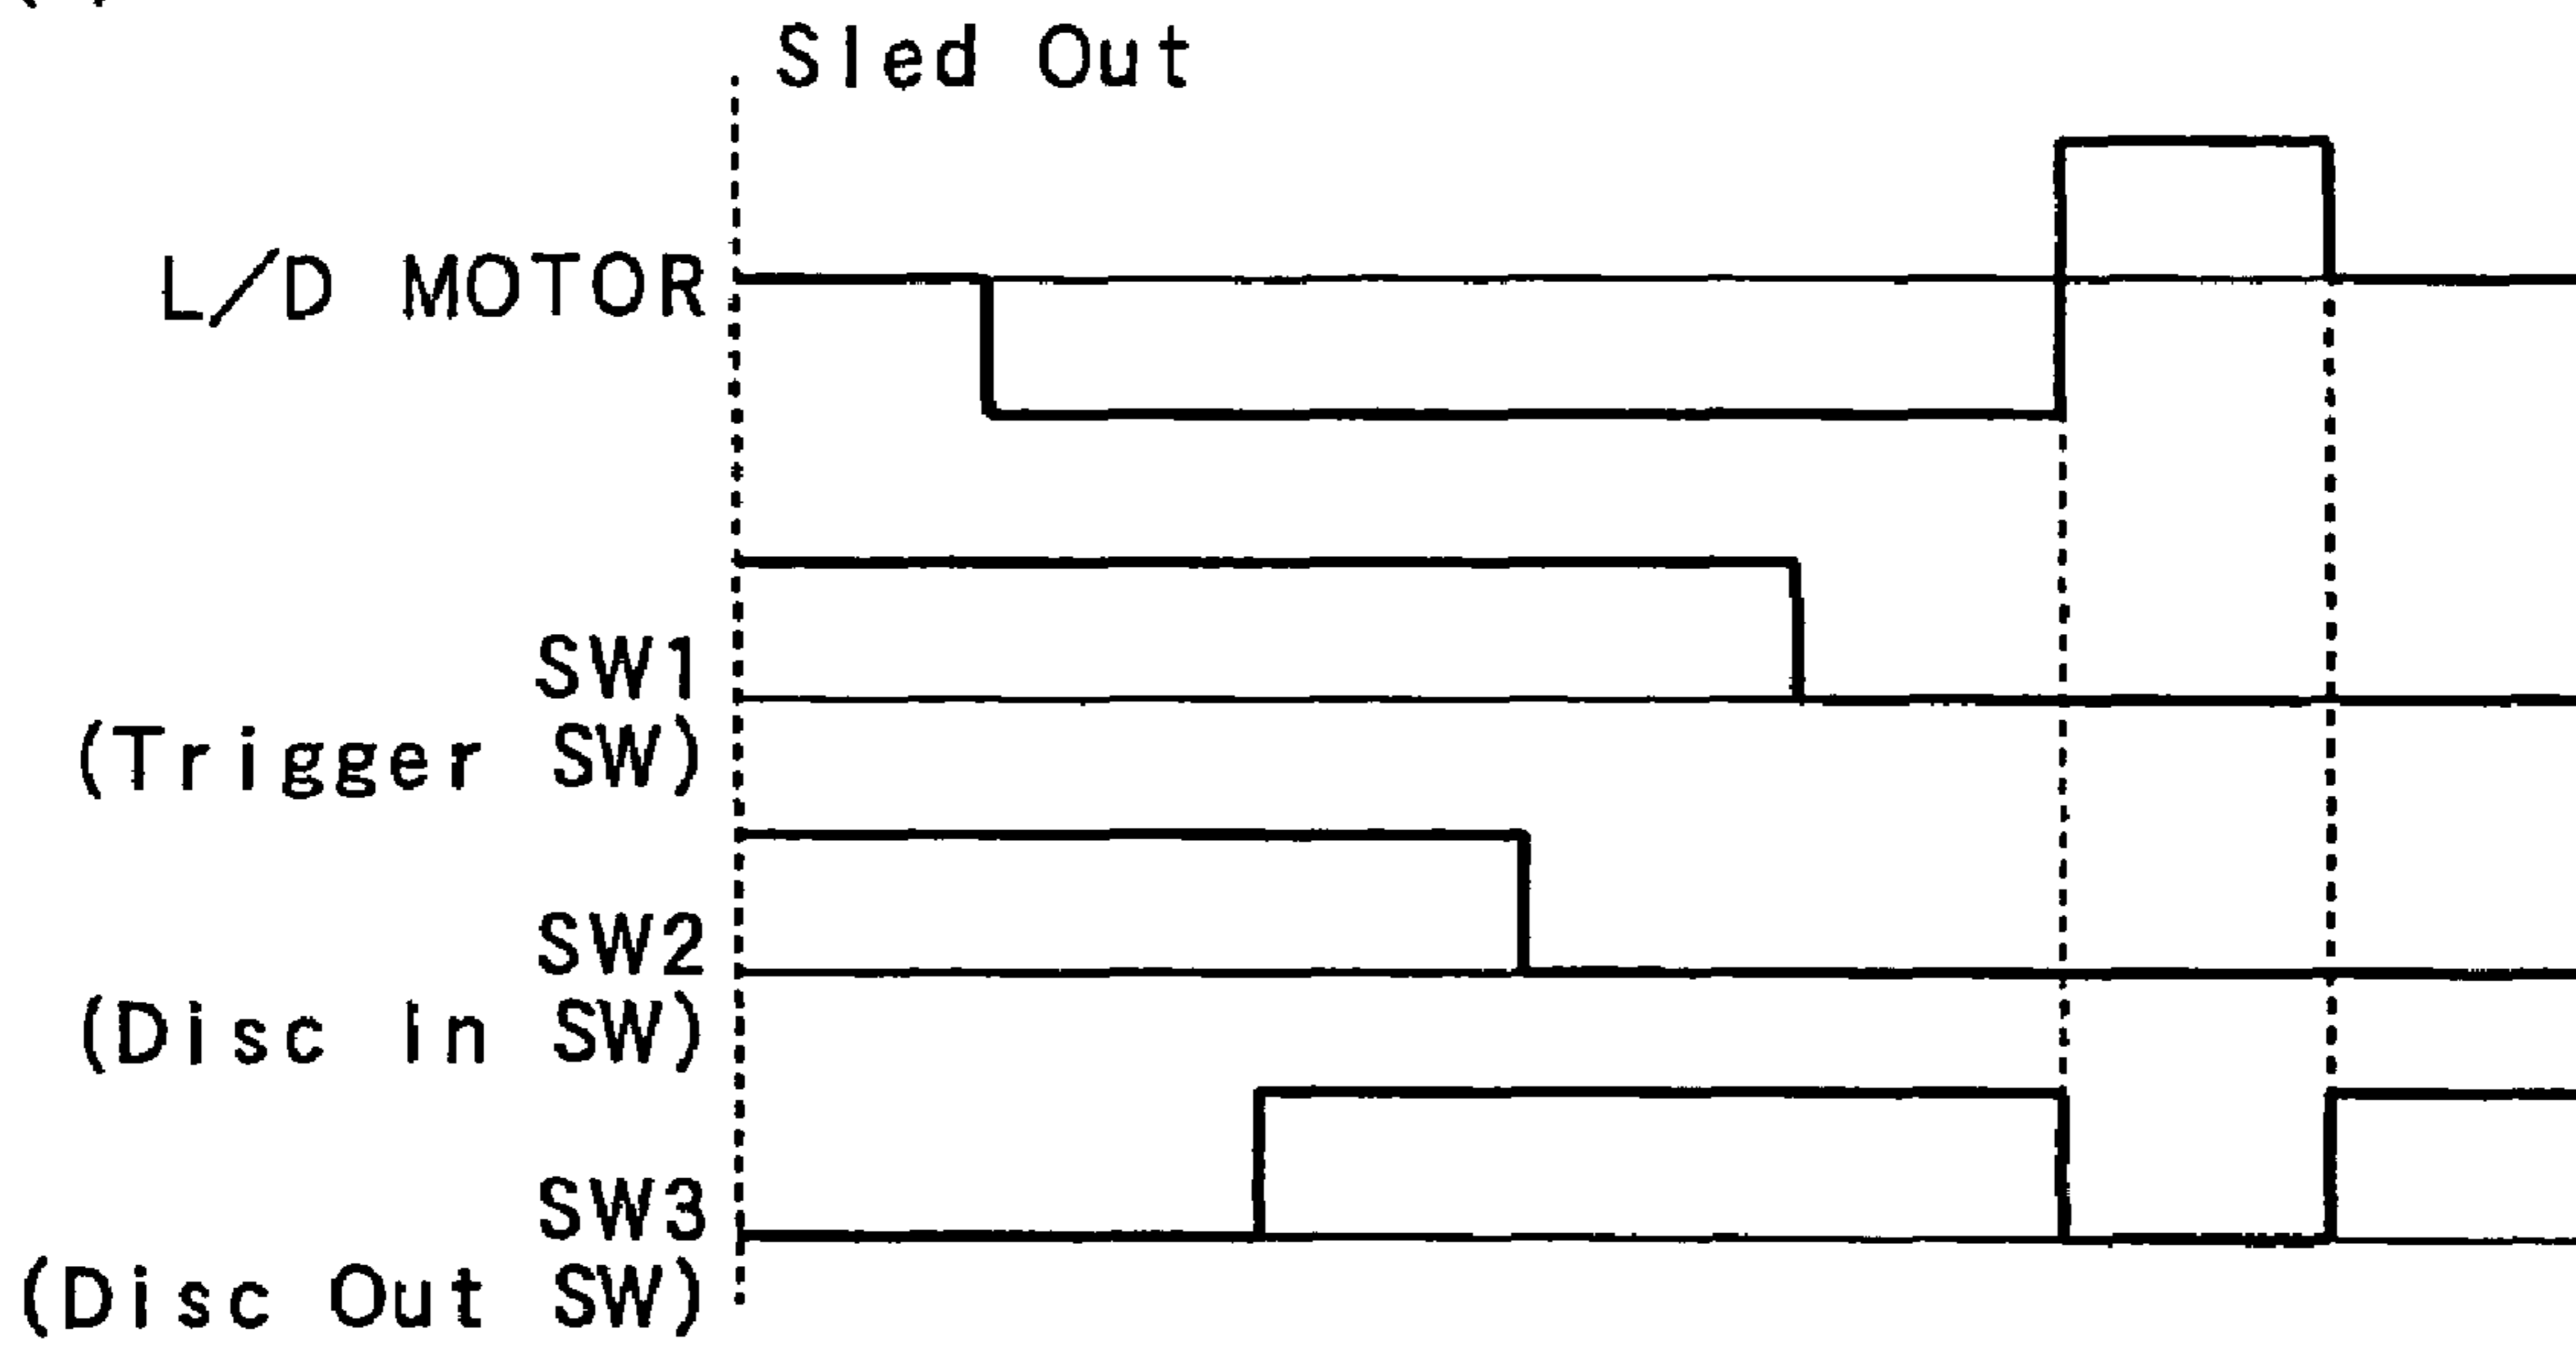 Sled Out
L/D MOTOR
SW1
(Trigger SW)
SW2
(Disc In SW)
SW3
(Disc Out SW)